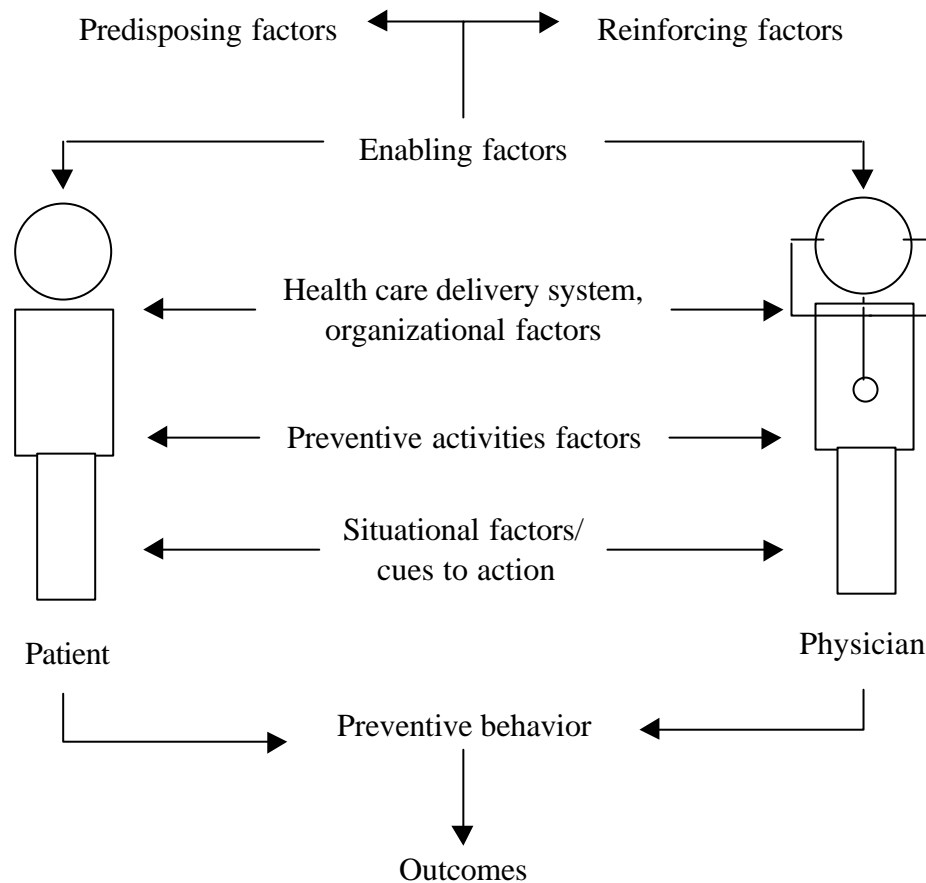 Predisposing factors
Reinforcing factors
Enabling factors
Health care delivery system,
organizational factors
Preventive activities factors
Situational factors/
cues to action
Patient
Physician
Preventive behavior
Outcomes